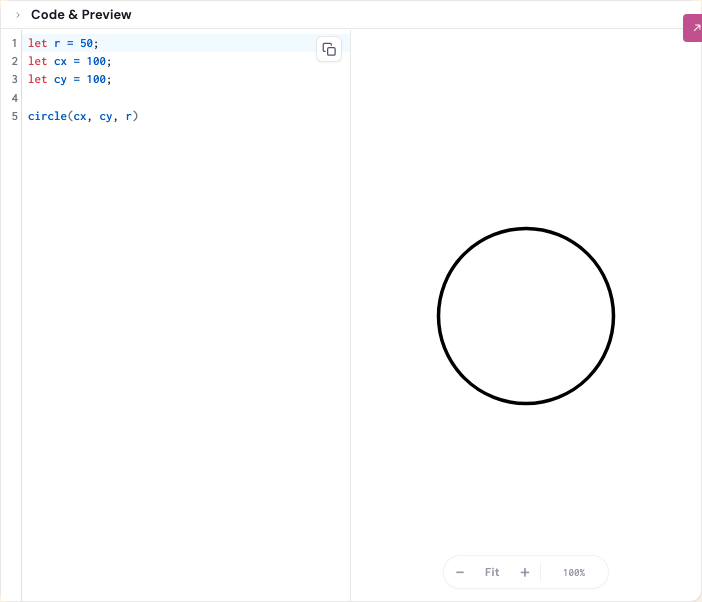 Code & Preview
1 let r = 50;
2 let cx = 100;
3 let cy = 100;
4
5 circle(cx, cy, r)
− Fit + 100%